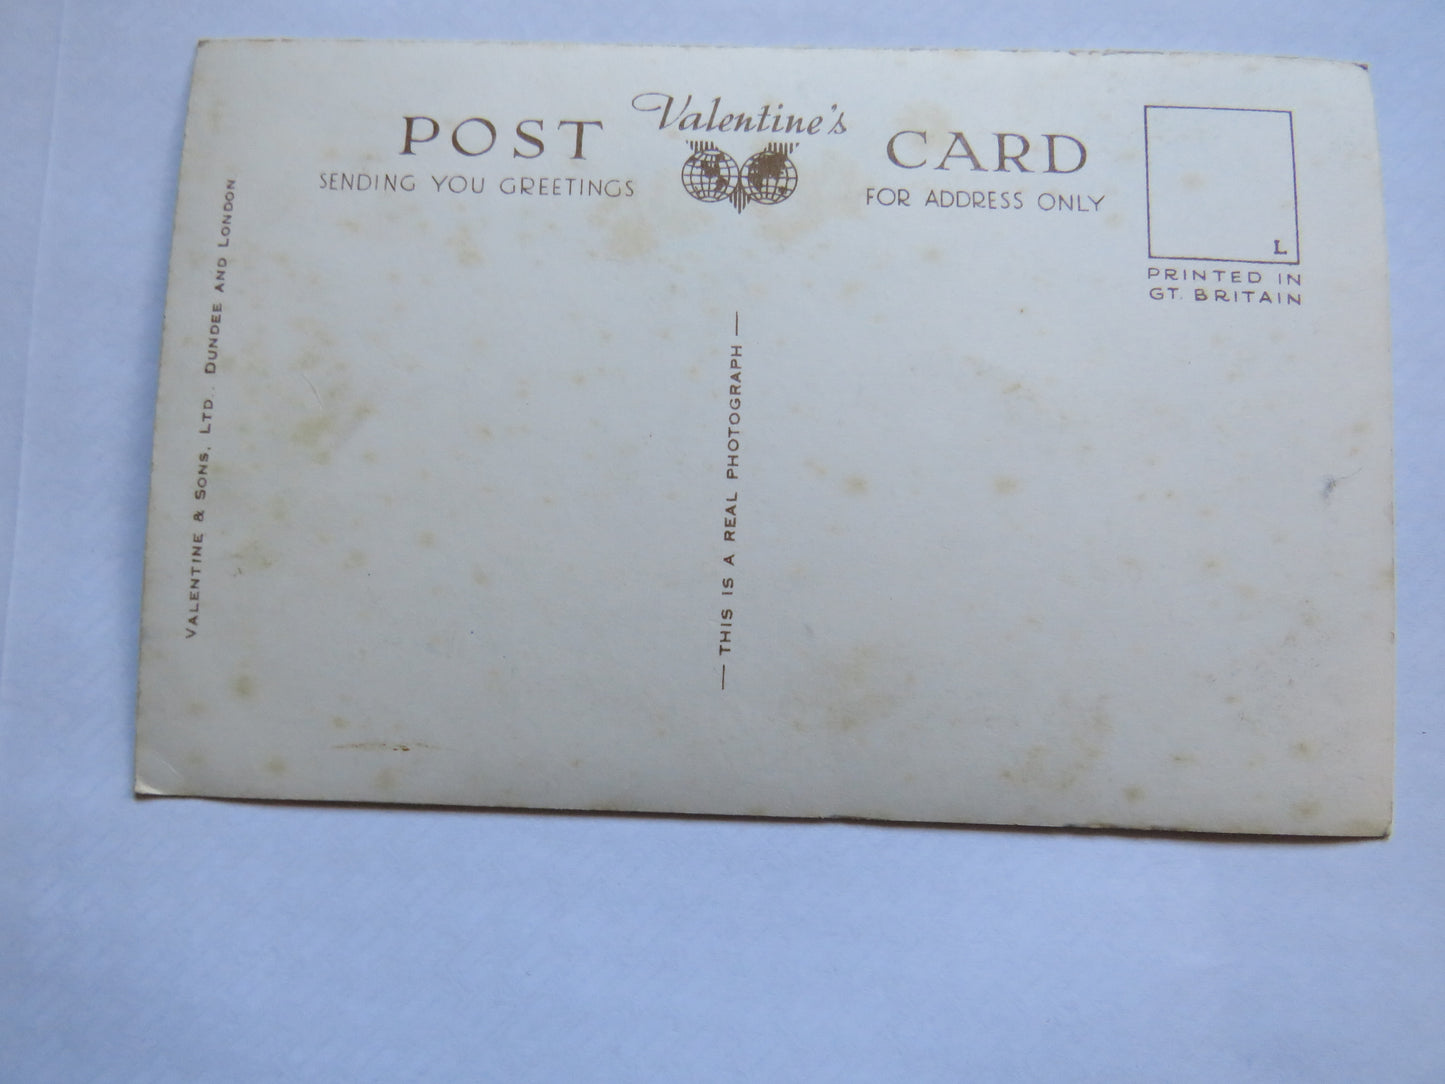 Valentine's
POST CARD
SENDING YOU GREETINGS
FOR ADDRESS ONLY
L
PRINTED IN
GT. BRITAIN
VALENTINE & SONS, LTD., DUNDEE AND LONDON
— THIS IS A REAL PHOTOGRAPH —